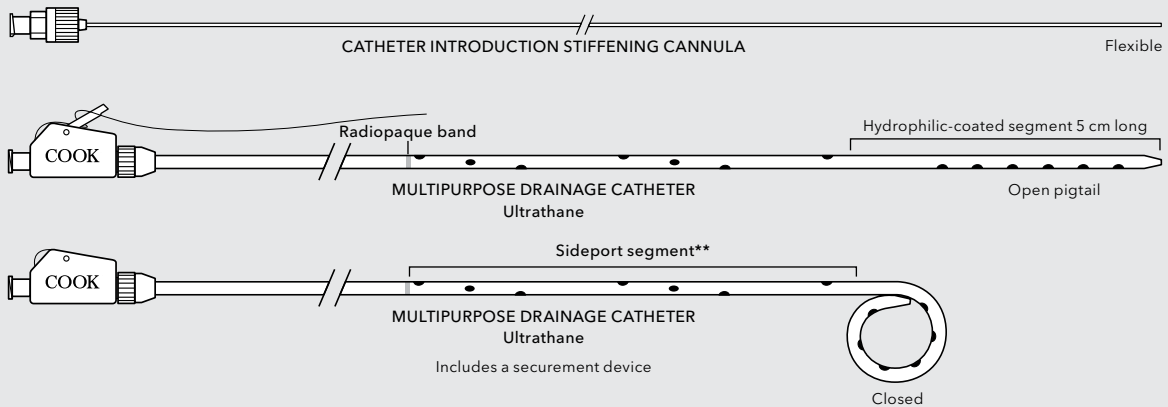 CATHETER INTRODUCTION STIFFENING CANNULA
Flexible
Radiopaque band
Hydrophilic-coated segment 5 cm long
COOK
MULTIPURPOSE DRAINAGE CATHETER
Ultrathane
Open pigtail
Sideport segment**
COOK
MULTIPURPOSE DRAINAGE CATHETER
Ultrathane
Includes a securement device
Closed